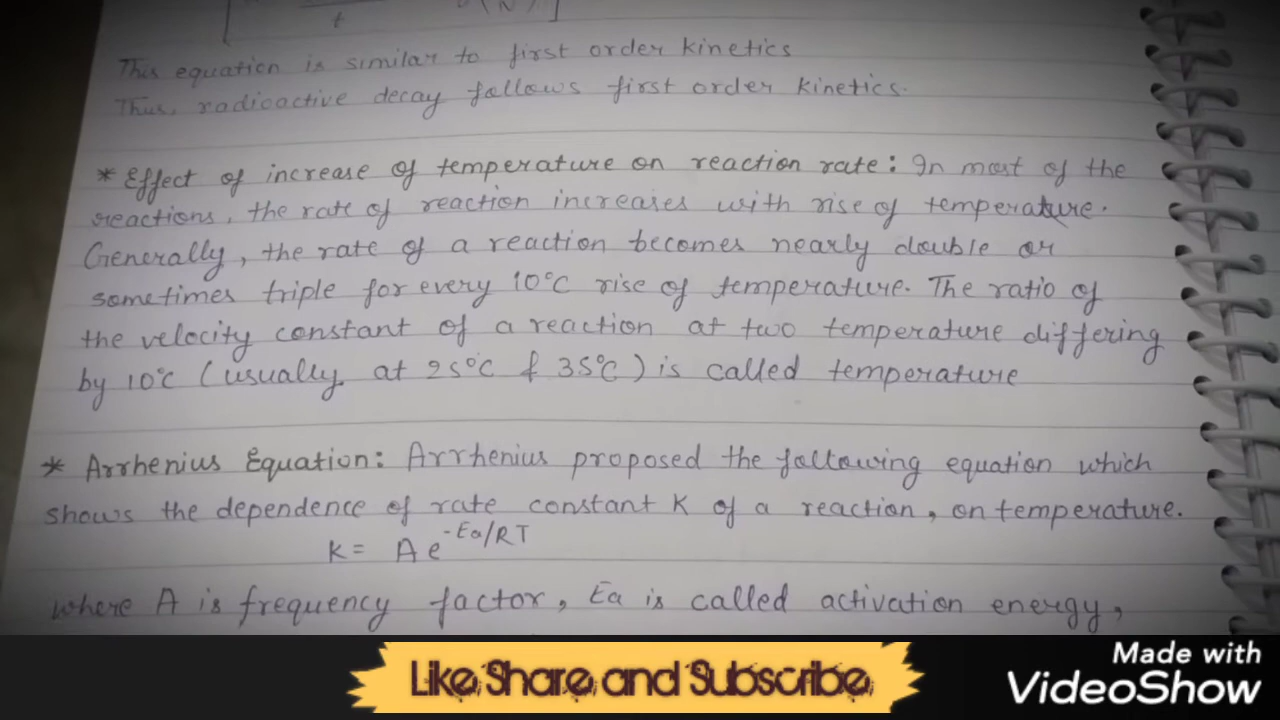 t
This equation is similar to first order kinetics
Thus, radioactive decay follows first order kinetics.
* Effect of increase of temperature on reaction rate: In most of the
reactions, the rate of reaction increases with rise of temperature.
Generally, the rate of a reaction becomes nearly double or
sometimes triple for every 10°C rise of temperature. The ratio of
the velocity constant of a reaction at two temperature differing
by 10°C (usually at 25°C & 35°C) is called temperature
* Arrhenius Equation: Arrhenius proposed the following equation which
shows the dependence of rate constant K of a reaction, on temperature.
K = A e^-Ea/RT
where A is frequency factor, Ea is called activation energy,
Like Share and Subscribe
Made with
VideoShow